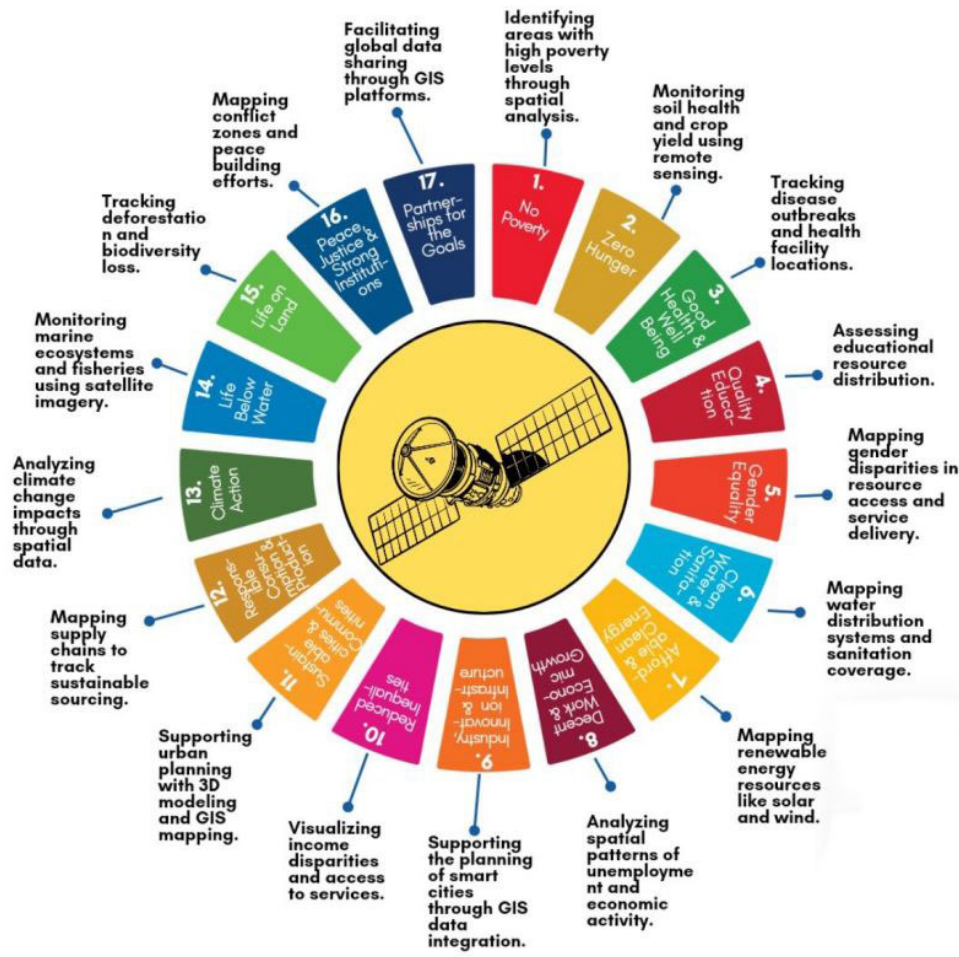 Identifying
areas with
high poverty
levels
through
spatial
analysis.
1.
No
Poverty
Monitoring
soil health
and crop
yield using
remote
sensing.
2.
Zero
Hunger
Tracking
disease
outbreaks
and health
facility
locations.
3.
Good
Health &
Well
Being
Assessing
educational
resource
distribution.
4.
Quality
Educa-
tion
Mapping
gender
disparities in
resource
access and
service
delivery.
5.
Gender
Equality
Mapping
water
distribution
systems and
sanitation
coverage.
6.
Clean
Water &
Sanita-
tion
Mapping
renewable
energy
resources
like solar
and wind.
7.
Afford-
able &
Clean
Energy
Analyzing
spatial
patterns of
unemployme
nt and
economic
activity.
8.
Decent
Work &
Econo-
mic
Growth
Supporting
the planning
of smart
cities
through GIS
data
integration.
9.
Industry,
Innovat-
ion &
Infrastr-
ucture
Visualizing
income
disparities
and access
to services.
10.
Reduced
Inequali-
ties
Supporting
urban
planning
with 3D
modeling
and GIS
mapping.
11.
Sustain-
able
cities &
Commu-
nities
Mapping
supply
chains to
track
sustainable
sourcing.
12.
Respons-
ible
Consu-
mption &
Product-
ion
Analyzing
climate
change
impacts
through
spatial
data.
13.
Climate
Action
Monitoring
marine
ecosystems
and fisheries
using satellite
imagery.
14.
Life
Below
Water
Tracking
deforestatio
n and
biodiversity
loss.
15.
Life on
Land
Mapping
conflict
zones and
peace
building
efforts.
16.
Peace,
Justice &
Strong
Instituti-
ons
Facilitating
global data
sharing
through GIS
platforms.
17.
Partner-
ships for
the
Goals